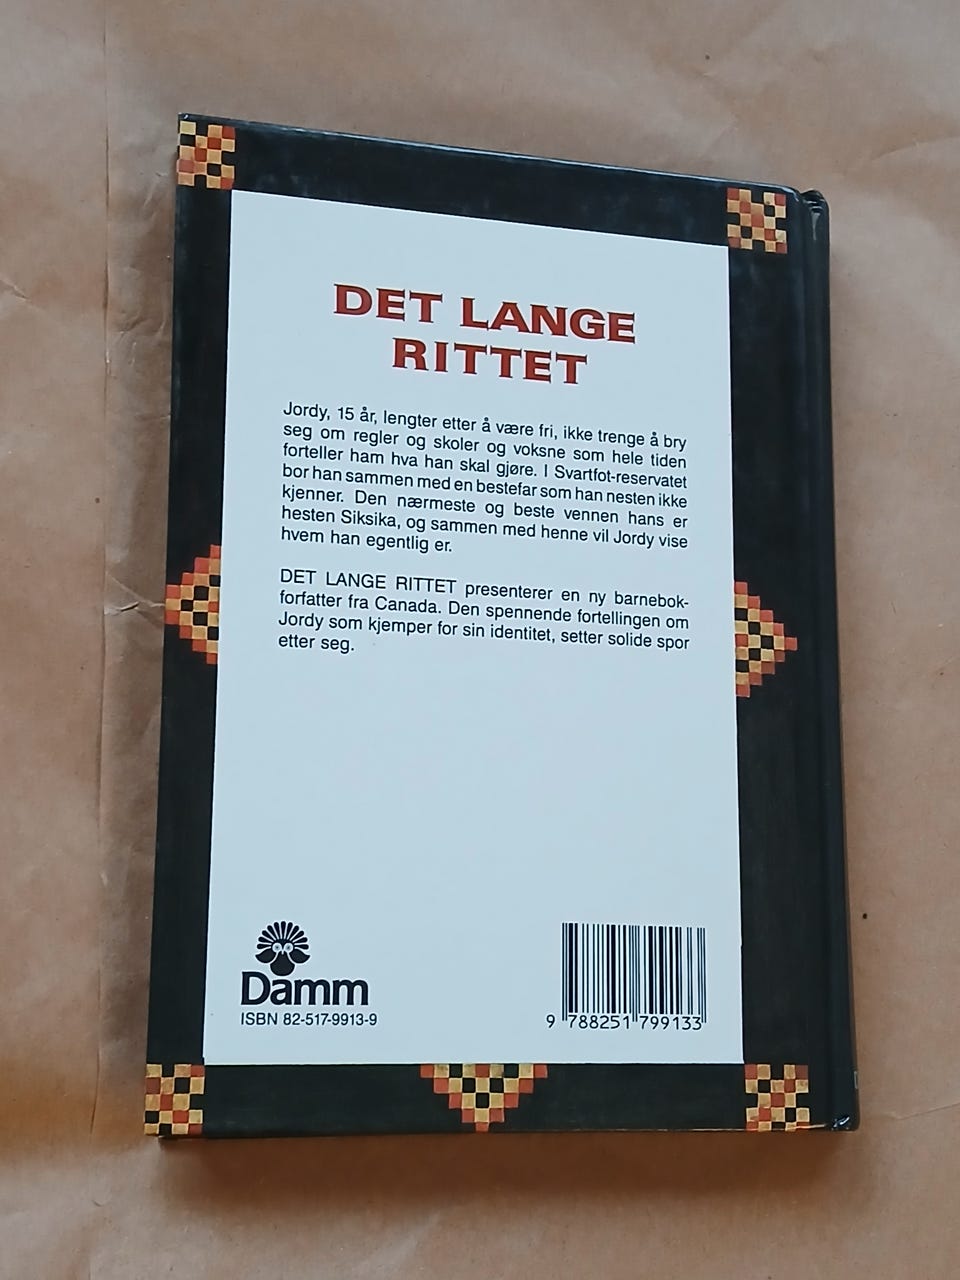 DET LANGE
RITTET
Jordy, 15 år, lengter etter å være fri, ikke trenge å bry
seg om regler og skoler og voksne som hele tiden
forteller ham hva han skal gjøre. I Svartfot-reservatet
bor han sammen med en bestefar som han nesten ikke
kjenner. Den nærmeste og beste vennen hans er
hesten Siksika, og sammen med henne vil Jordy vise
hvem han egentlig er.
DET LANGE RITTET presenterer en ny barnebok-
forfatter fra Canada. Den spennende fortellingen om
Jordy som kjemper for sin identitet, setter solide spor
etter seg.
Damm
ISBN 82-517-9913-9
9 788251 799133